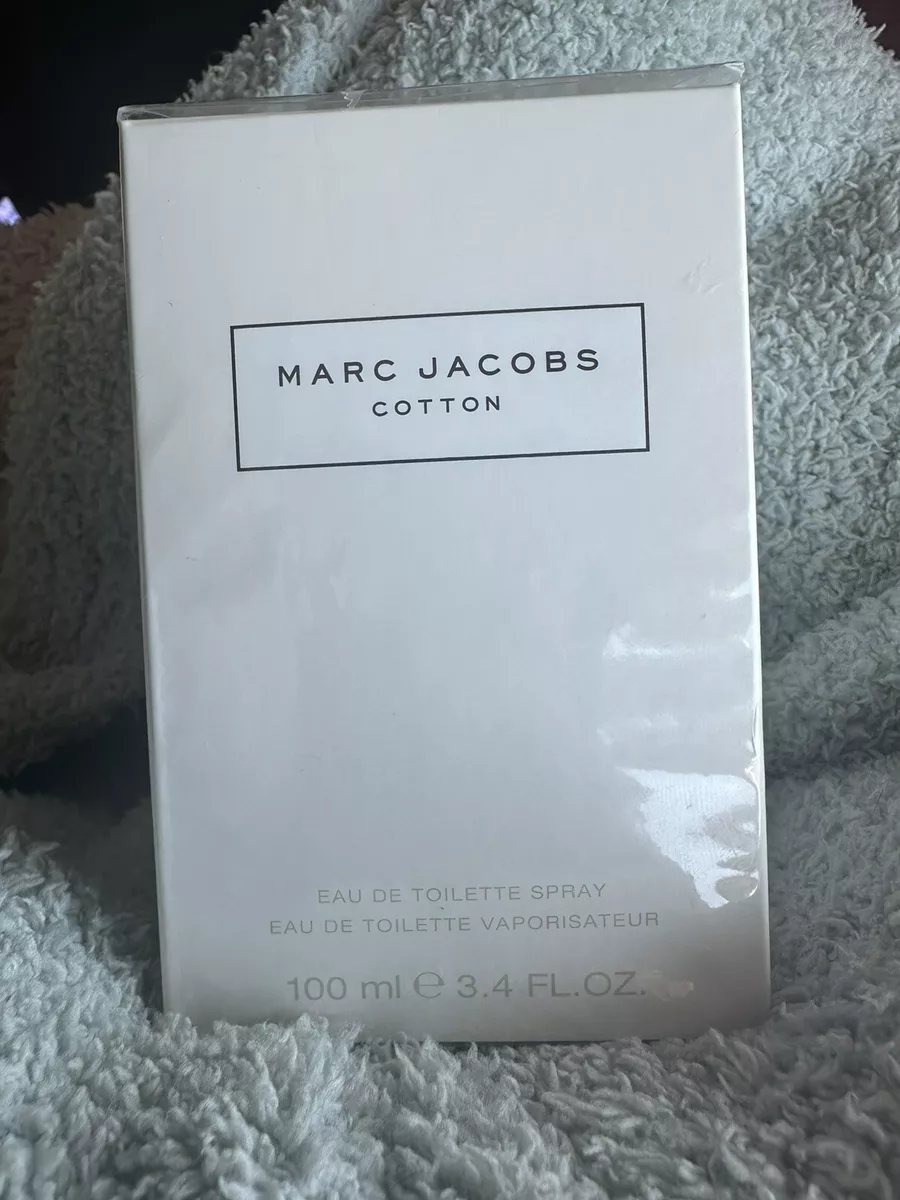 MARC JACOBS
COTTON
EAU DE TOILETTE SPRAY
EAU DE TOILETTE VAPORISATEUR
100 ml ℮ 3.4 FL.OZ.